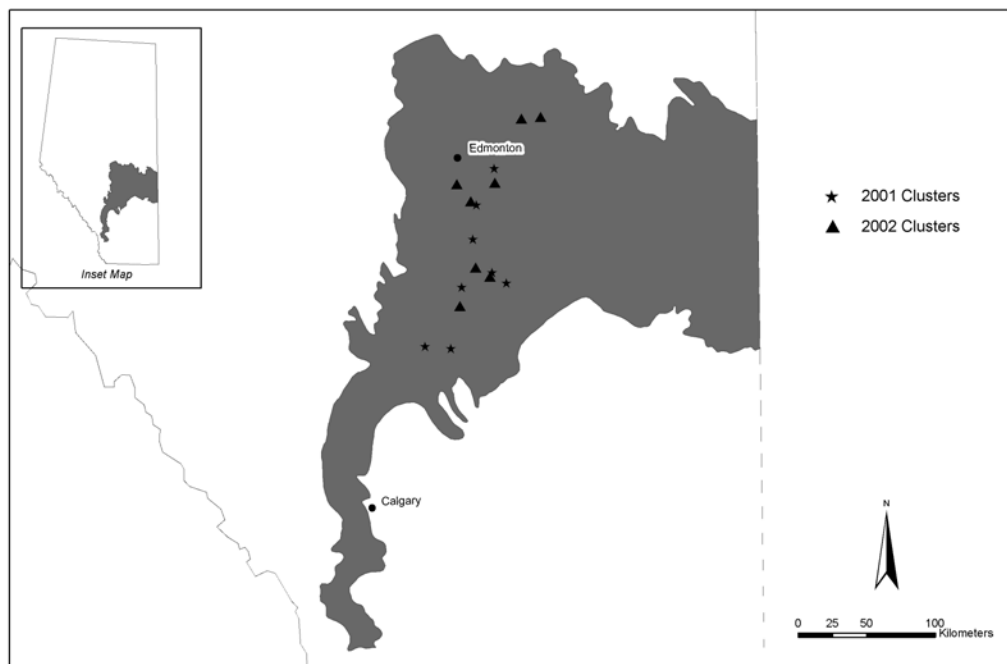 Edmonton
2001 Clusters
2002 Clusters
Inset Map
Calgary
N
0 25 50 100
Kilometers